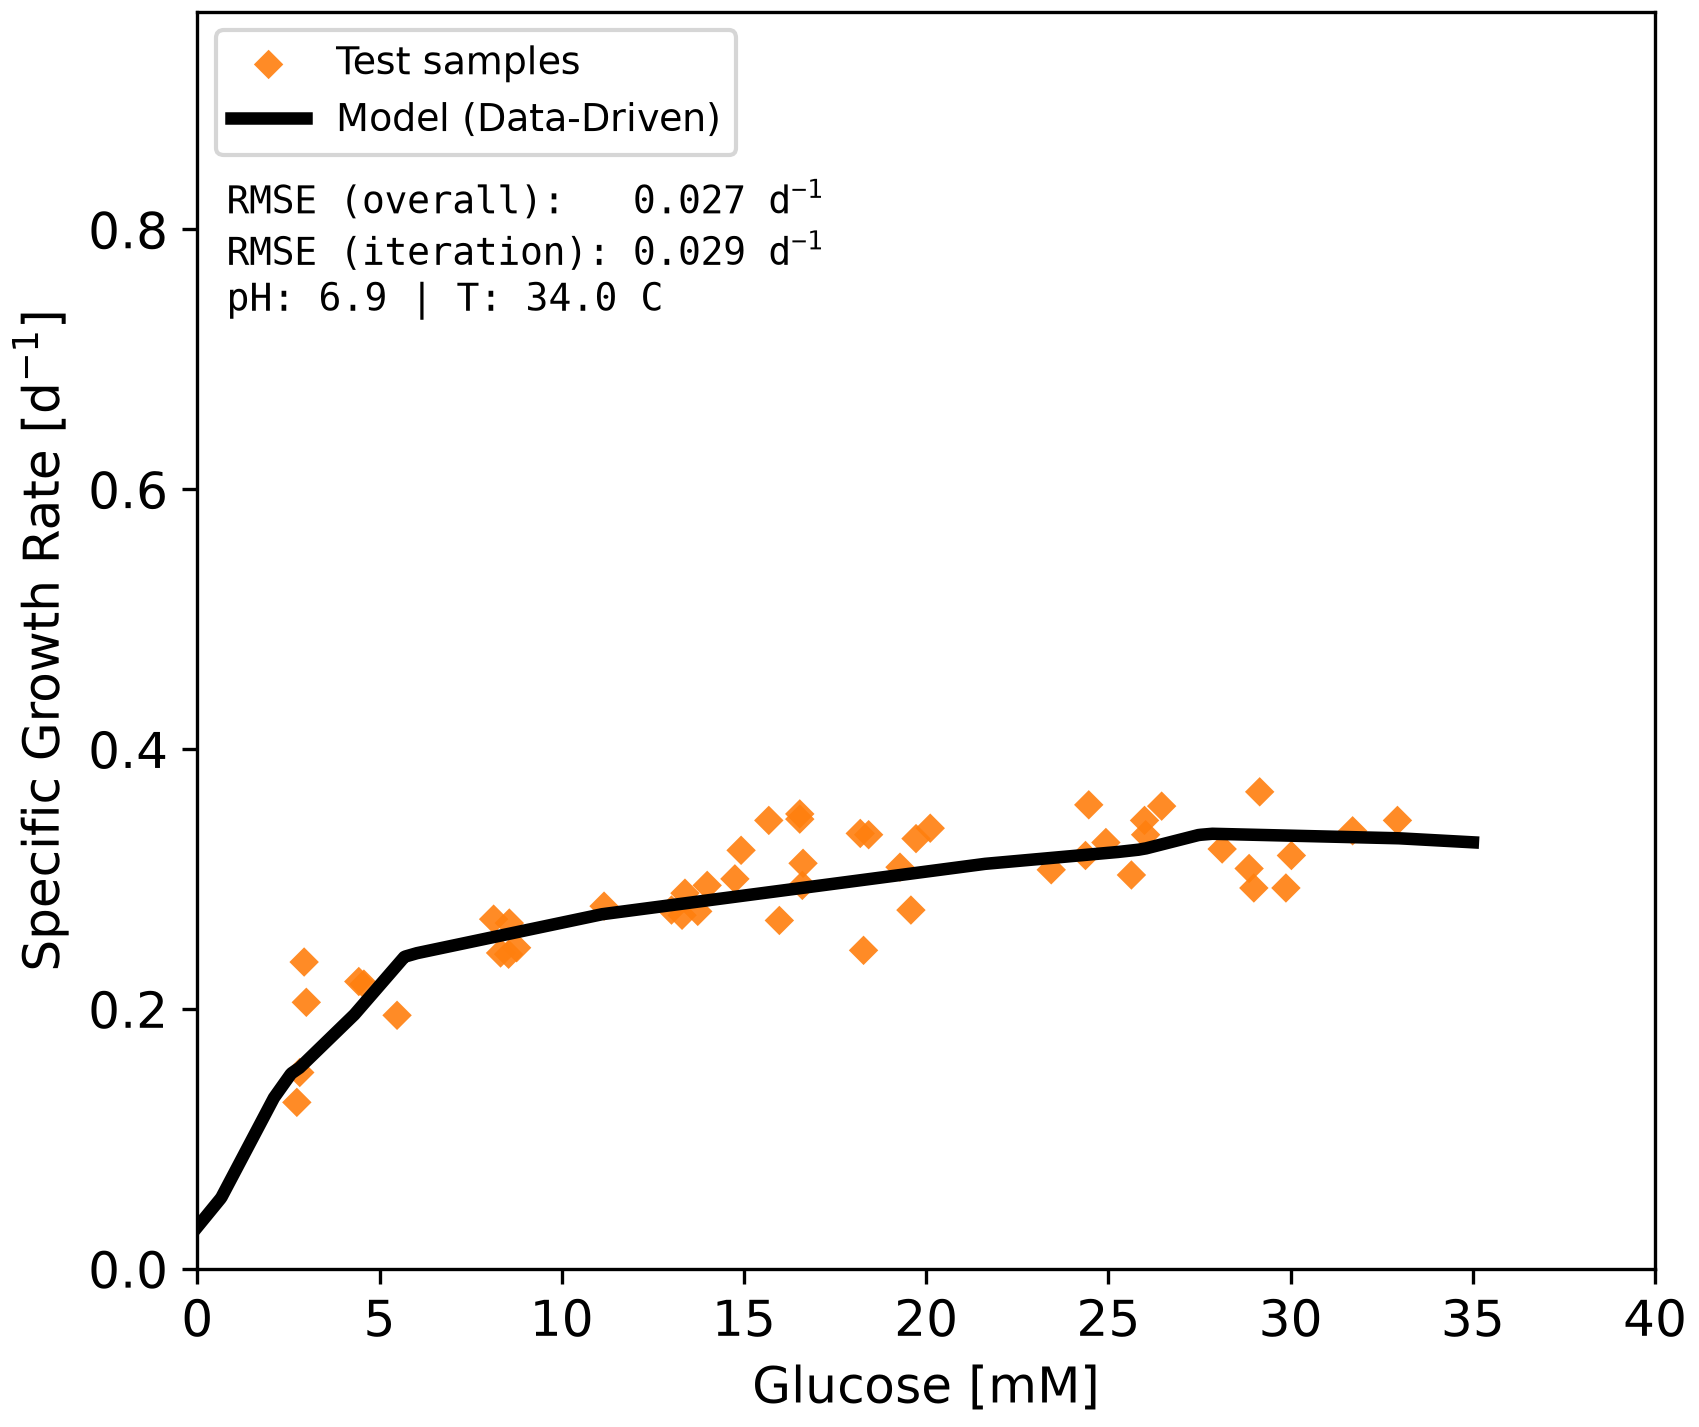 Test samples
Model (Data-Driven)
RMSE (overall):   0.027 d⁻¹
RMSE (iteration): 0.029 d⁻¹
pH: 6.9 | T: 34.0 C
Specific Growth Rate [d⁻¹]
0.8
0.6
0.4
0.2
0.0
0 5 10 15 20 25 30 35 40
Glucose [mM]